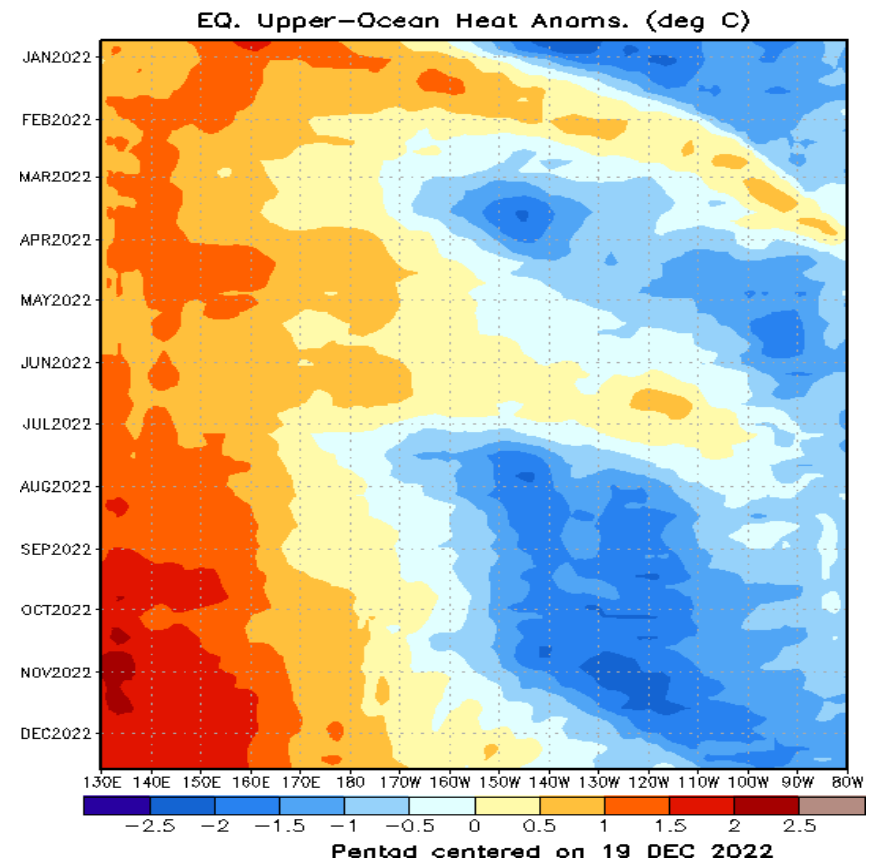 EQ. Upper-Ocean Heat Anoms. (deg C)
JAN2022
FEB2022
MAR2022
APR2022
MAY2022
JUN2022
JUL2022
AUG2022
SEP2022
OCT2022
NOV2022
DEC2022
130E 140E 150E 160E 170E 180 170W 160W 150W 140W 130W 120W 110W 100W 90W 80W
-2.5 -2 -1.5 -1 -0.5 0 0.5 1 1.5 2 2.5
Pentad centered on 19 DEC 2022